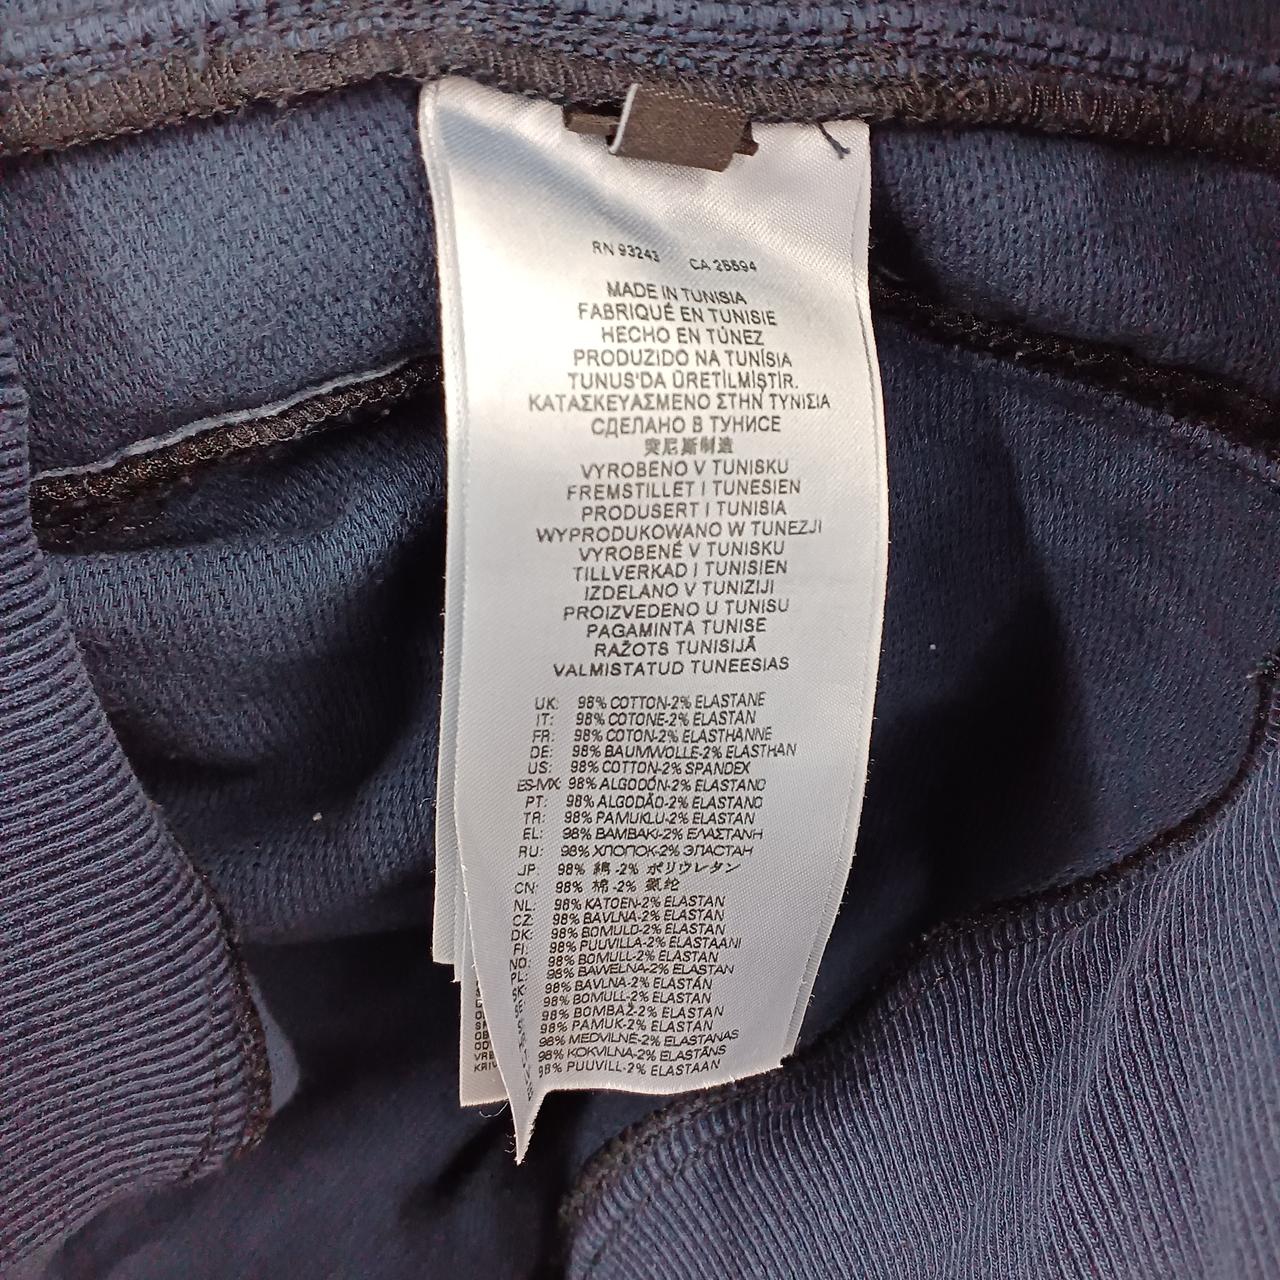 RN 93243 CA 25594
MADE IN TUNISIA
FABRIQUÉ EN TUNISIE
HECHO EN TÚNEZ
PRODUZIDO NA TUNÍSIA
TUNUS'DA ÜRETİLMİŞTİR.
ΚΑΤΑΣΚΕΥΑΣΜΕΝΟ ΣΤΗΝ ΤΥΝΙΣΙΑ
СДЕЛАНО В ТУНИСЕ
突尼斯制造
VYROBENO V TUNISKU
FREMSTILLET I TUNESIEN
PRODUSERT I TUNISIA
WYPRODUKOWANO W TUNEZJI
VYROBENÉ V TUNISKU
TILLVERKAD I TUNISIEN
IZDELANO V TUNIZIJI
PROIZVEDENO U TUNISU
PAGAMINTA TUNISE
RAŽOTS TUNISIJĀ
VALMISTATUD TUNEESIAS
UK: 98% COTTON-2% ELASTANE
IT: 98% COTONE-2% ELASTAN
FR: 98% COTON-2% ELASTHANNE
DE: 98% BAUMWOLLE-2% ELASTHAN
US: 98% COTTON-2% SPANDEX
ES-MX: 98% ALGODÓN-2% ELASTANO
PT: 98% ALGODÃO-2% ELASTANO
TR: 98% PAMUKLU-2% ELASTAN
EL: 98% ΒΑΜΒΑΚΙ-2% ΕΛΑΣΤΑΝΗ
RU: 98% ХЛОПОК-2% ЭЛАСТАН
JP: 98% 綿 -2% ポリウレタン
CN: 98% 棉 -2% 氨纶
NL: 98% KATOEN-2% ELASTAN
CZ: 98% BAVLNA-2% ELASTAN
DK: 98% BOMULD-2% ELASTAN
FI: 98% PUUVILLA-2% ELASTAANI
NO: 98% BOMULL-2% ELASTAN
PL: 98% BAWELNA-2% ELASTAN
98% BAVLNA-2% ELASTÁN
98% BOMULL-2% ELASTAN
98% BOMBAŽ-2% ELASTAN
98% PAMUK-2% ELASTAN
98% MEDVILNĖ-2% ELASTANAS
98% KOKVILNA-2% ELASTĀNS
98% PUUVILL-2% ELASTAAN